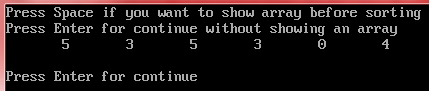 Press Space if you want to show array before sorting
Press Enter for continue without showing an array
5 3 5 3 0 4
Press Enter for continue